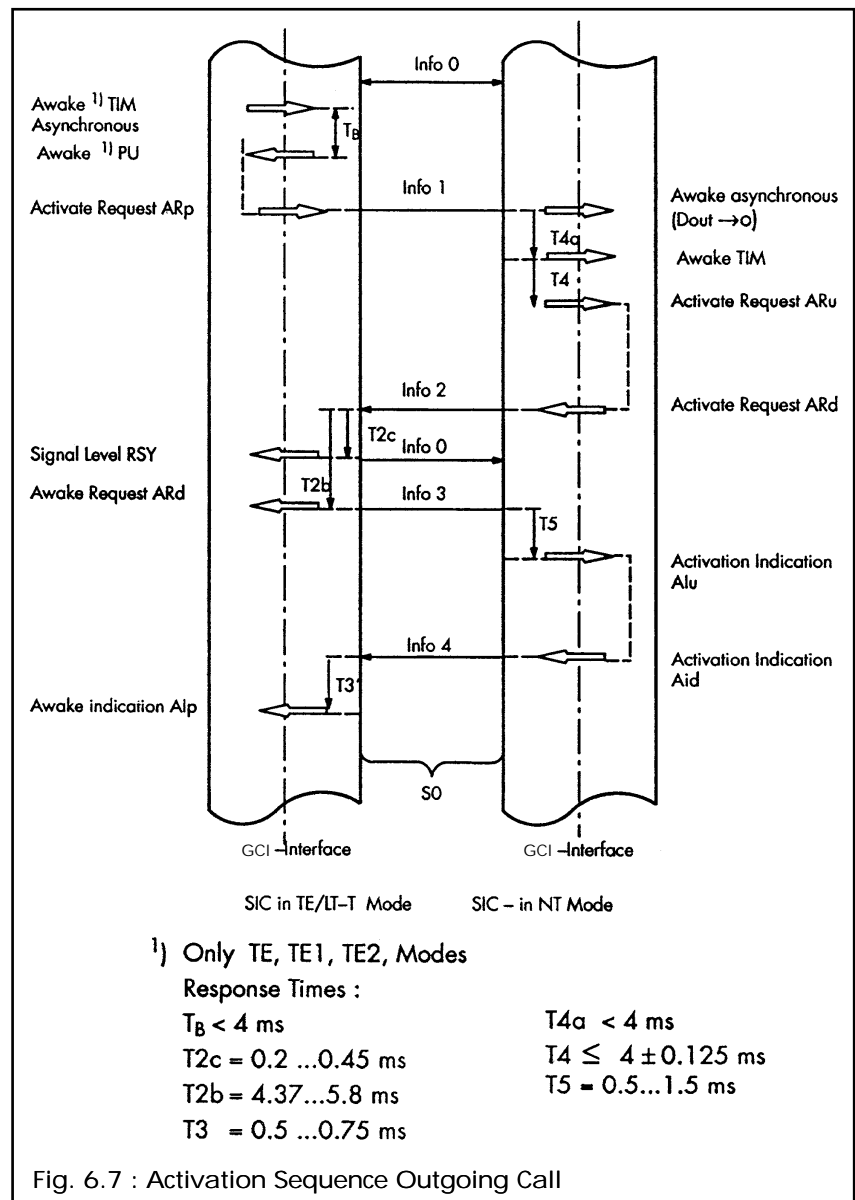 Info 0
Awake 1) TIM
Asynchronous
TB
Awake 1) PU
Info 1
Activate Request ARp
Awake asynchronous
(Dout →o)
T4a
Awake TIM
T4
Activate Request ARu
Info 2
Activate Request ARd
T2c
Signal Level RSY
Info 0
T2b
Awake Request ARd
Info 3
T5
Activation Indication
AIu
Info 4
Activation Indication
Aid
T3'
Awake indication AIp
S0
GCI –Interface
GCI –Interface
SIC in TE/LT–T Mode
SIC – in NT Mode
1) Only TE, TE1, TE2, Modes
Response Times :
TB < 4 ms
T4a < 4 ms
T2c = 0.2 ...0.45 ms
T4 ≤ 4 ±0.125 ms
T2b = 4.37...5.8 ms
T5 = 0.5...1.5 ms
T3 = 0.5 ...0.75 ms
Fig. 6.7 : Activation Sequence Outgoing Call